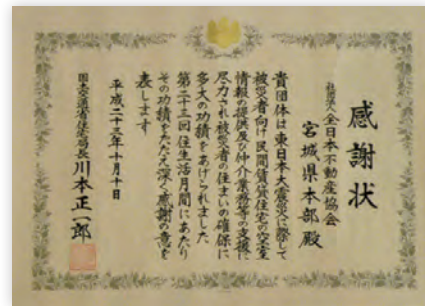 感謝状
社団法人全日本不動産協会
宮城県本部 殿
貴団体は東日本大震災に際して
被災者向け民間賃貸住宅の空室
情報の提供及び仲介業務等の支援に
尽力され被災者の住まいの確保に
多大の功績をあげられました
第二十三回住生活月間にあたり
その功績をたたえ深く感謝の意を
表します
平成二十三年十月十日
国土交通省住宅局長 川本正一郎